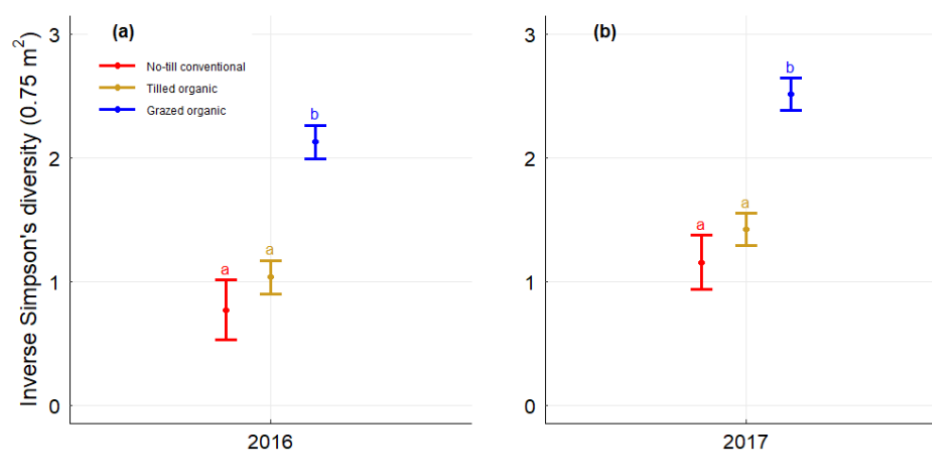 Inverse Simpson's diversity (0.75 m²)
(a)
No-till conventional
Tilled organic
Grazed organic
3
2
1
0
a
a
b
2016
(b)
3
2
1
0
a
a
b
2017